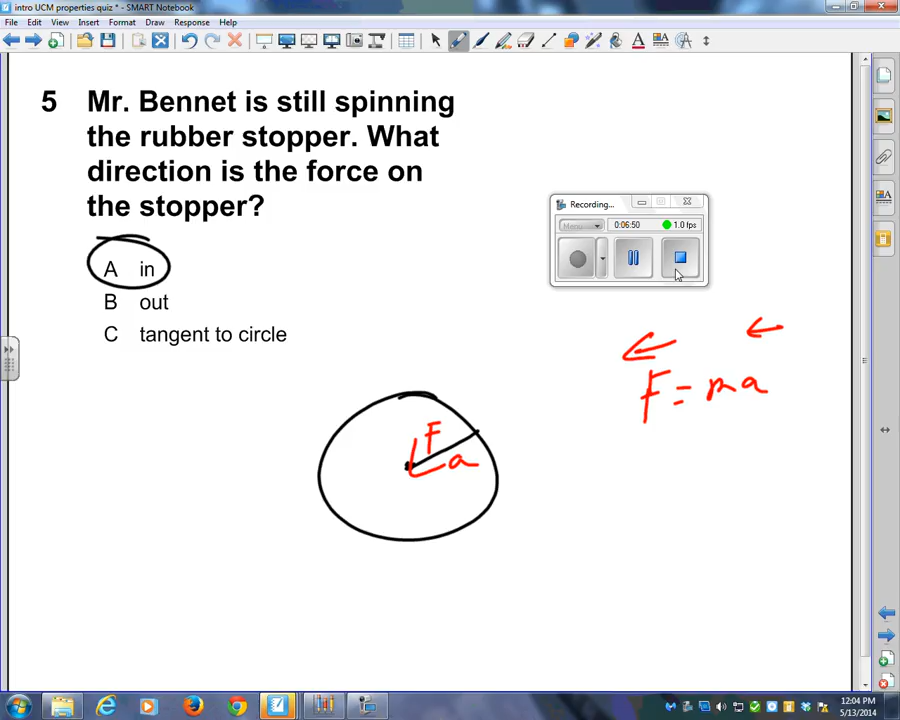 intro UCM properties quiz * - SMART Notebook
File Edit View Insert Format Draw Response Help
5 Mr. Bennet is still spinning
the rubber stopper. What
direction is the force on
the stopper?
A in
B out
C tangent to circle
Recording...
Menu 0:06:50 1.0 fps
F = ma
F
a
12:04 PM
5/13/2014